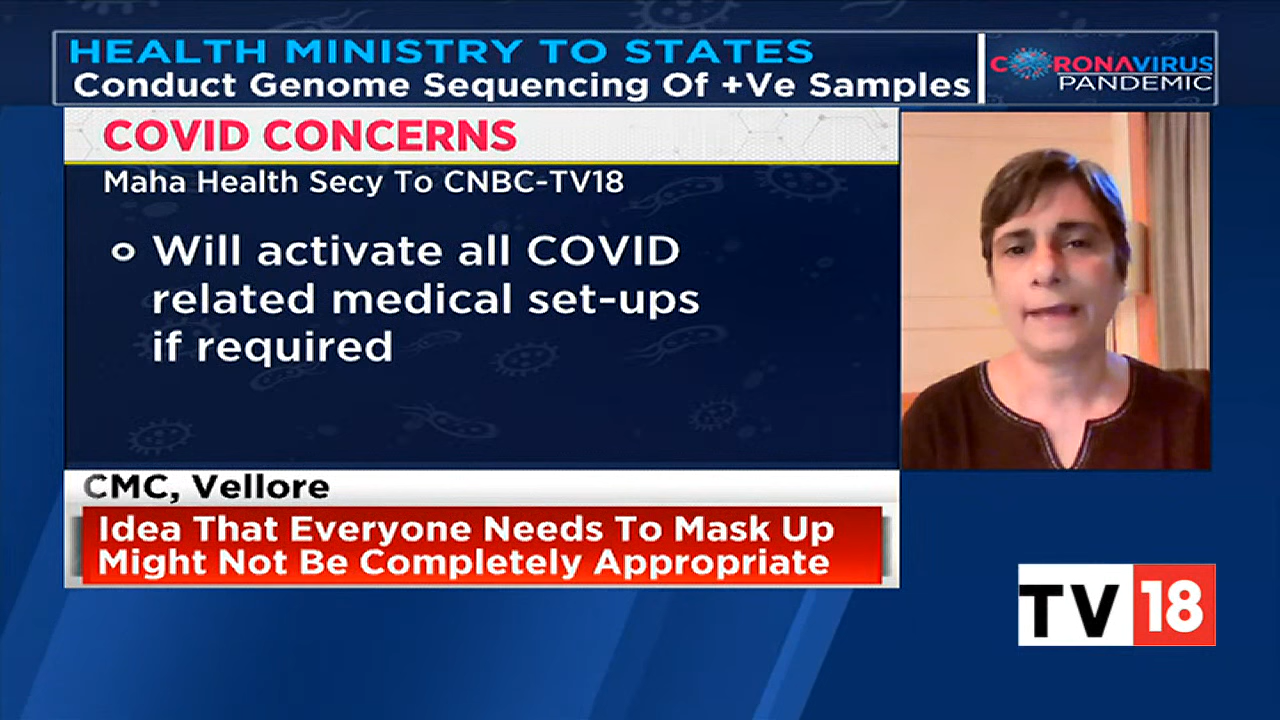 HEALTH MINISTRY TO STATES
Conduct Genome Sequencing Of +Ve Samples
CORONAVIRUS
PANDEMIC
COVID CONCERNS
Maha Health Secy To CNBC-TV18
Will activate all COVID
related medical set-ups
if required
CMC, Vellore
Idea That Everyone Needs To Mask Up
Might Not Be Completely Appropriate
TV18